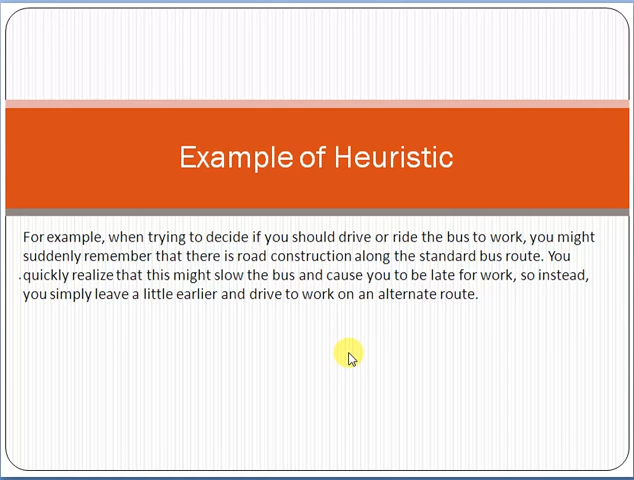 Example of Heuristic
For example, when trying to decide if you should drive or ride the bus to work, you might
suddenly remember that there is road construction along the standard bus route. You
quickly realize that this might slow the bus and cause you to be late for work, so instead,
you simply leave a little earlier and drive to work on an alternate route.